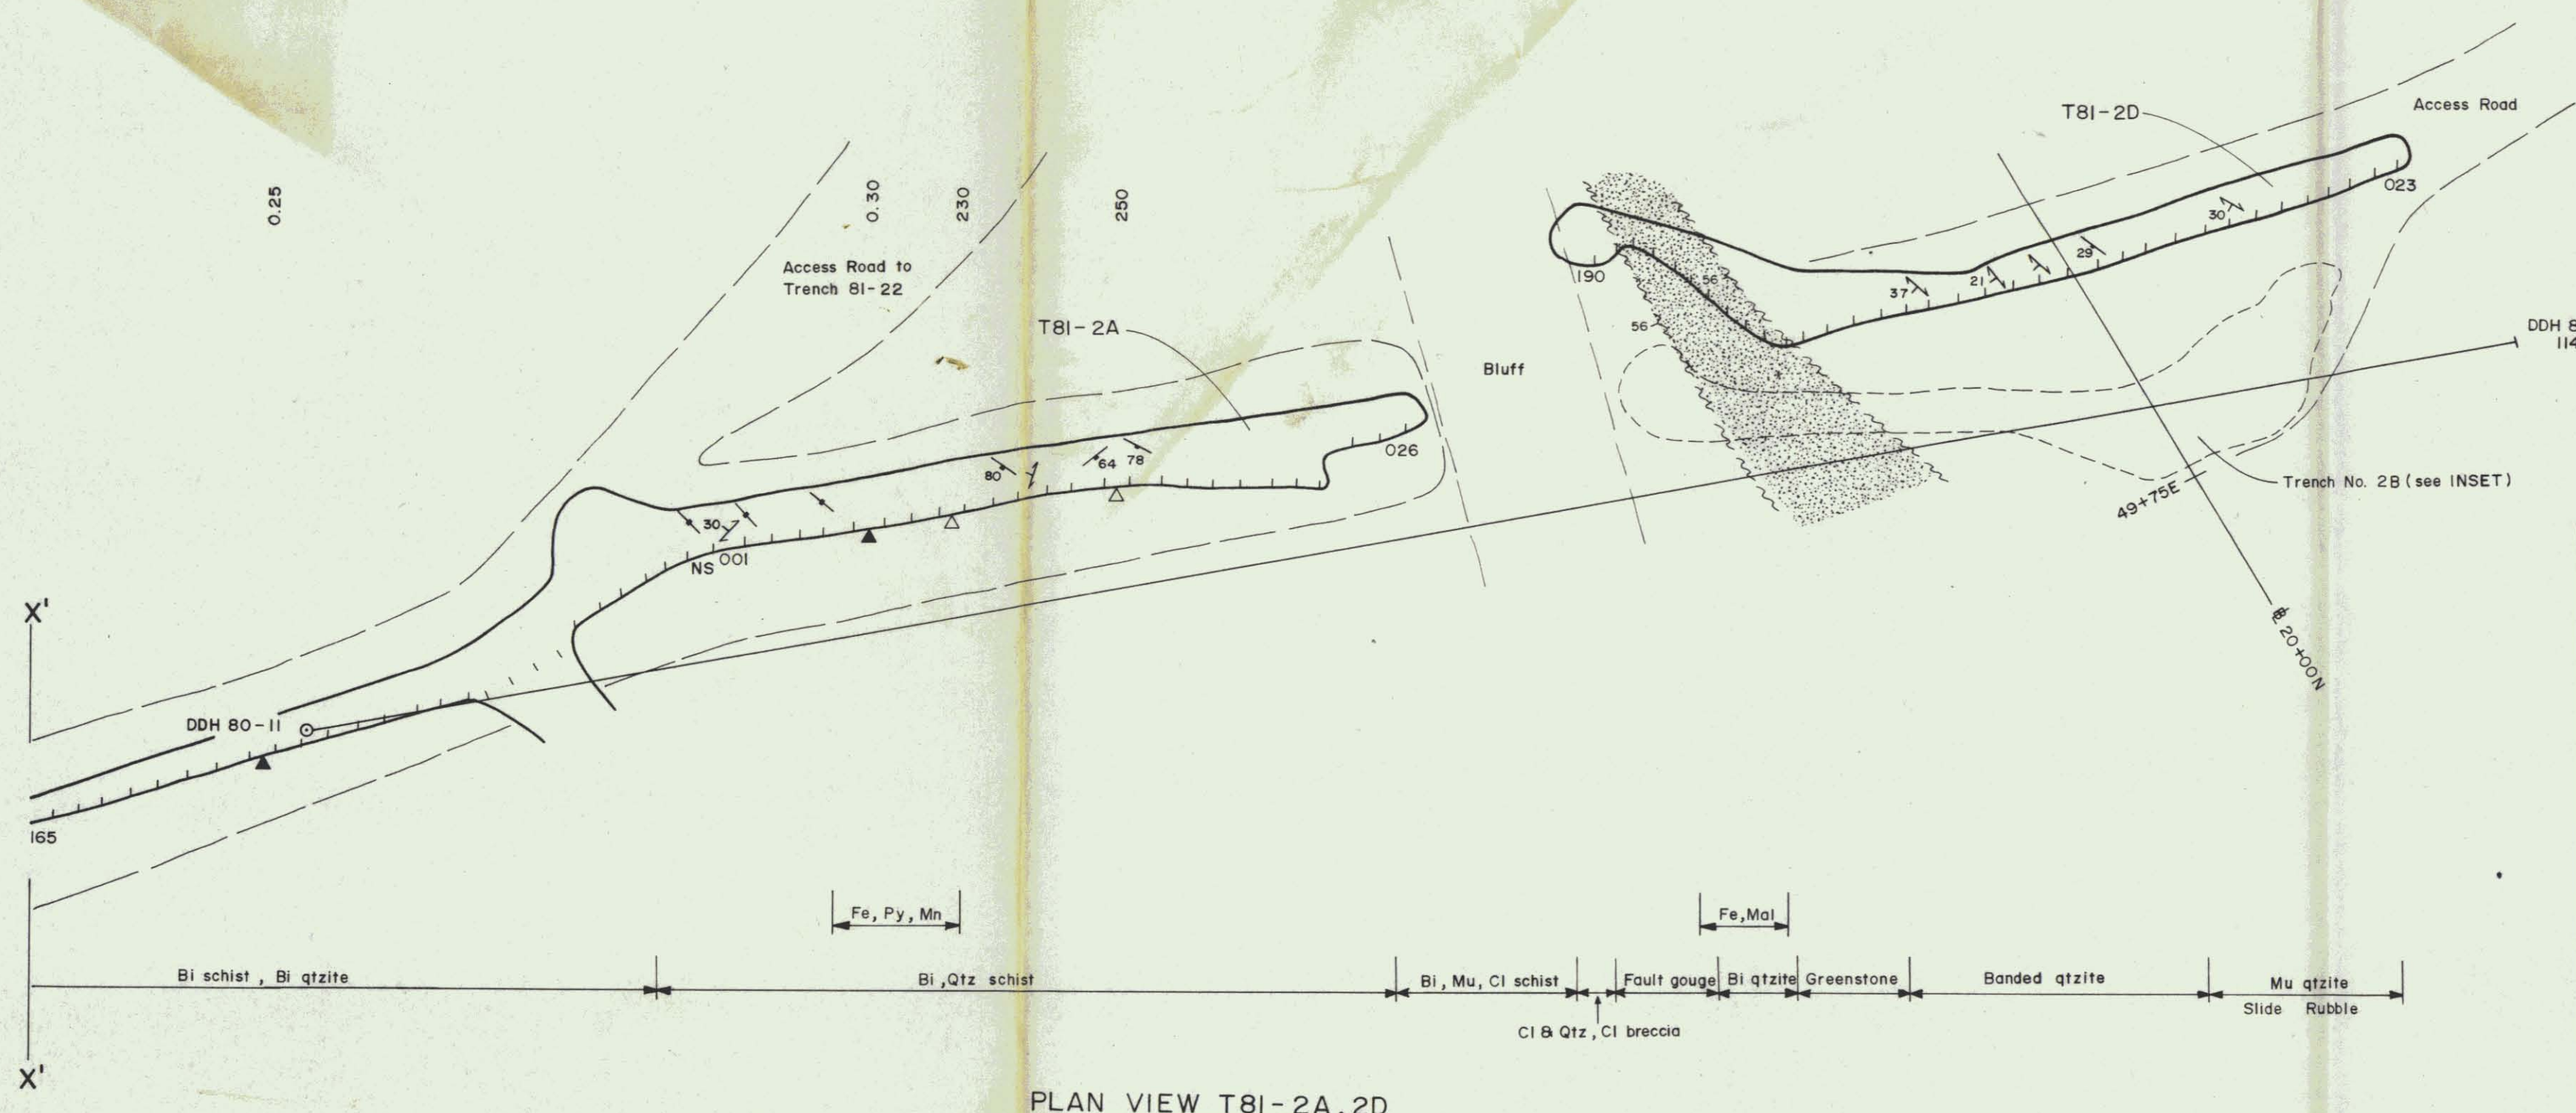 Access Road
T81-2D
023
30
0.25
0.30
230
250
29
21
37
190
56
56
Access Road to
Trench 81-22
T81-2A
Bluff
DDH 8
114
026
64
78
80
30
001
NS
Trench No. 2B (see INSET)
49+75E
BL 20+00N
X'
DDH 80-11
165
Fe, Py, Mn
Fe, Mal
Bi schist, Bi qtzite
Bi, Qtz schist
Bi, Mu, Cl schist
Fault gouge
Bi qtzite
Greenstone
Banded qtzite
Mu qtzite
Slide Rubble
Cl & Qtz, Cl breccia
X'
PLAN VIEW T81-2A, 2D